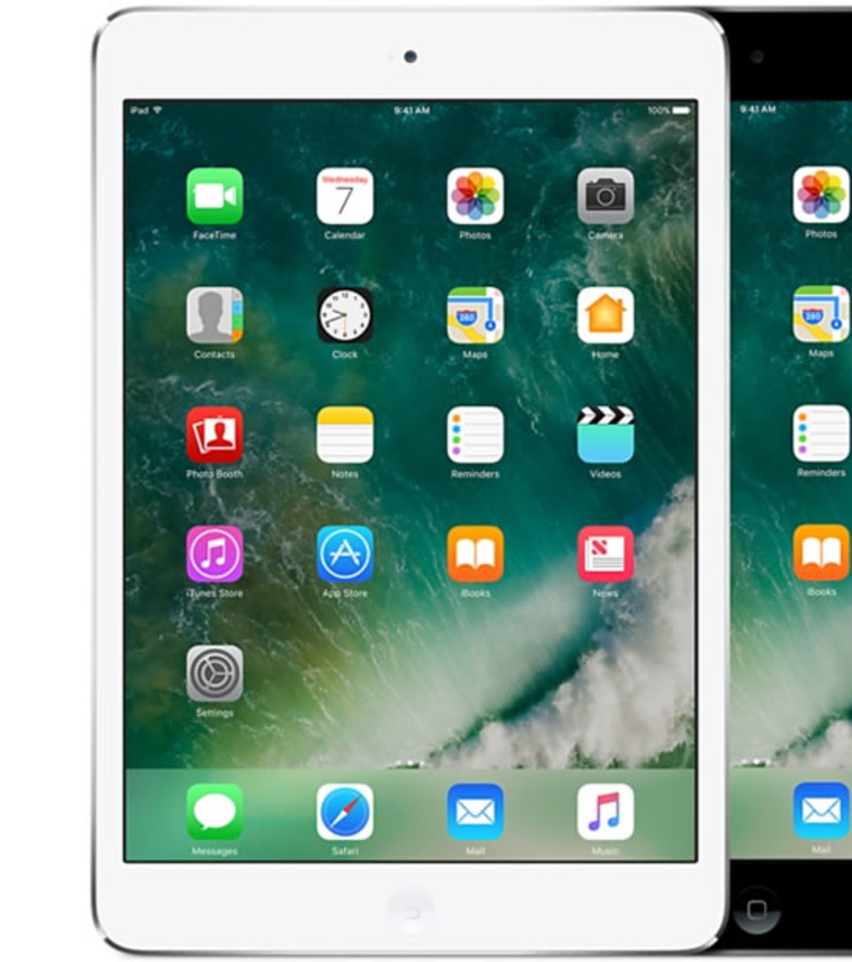 iPad 9:41 AM 100% 9:41 AM
Wednesday
7
FaceTime Calendar Photos Camera Photos
280 280
Contacts Clock Maps Home Maps
Photo Booth Notes Reminders Videos Reminders
iTunes Store App Store iBooks News iBooks
Settings
Messages Safari Mail Music Mail